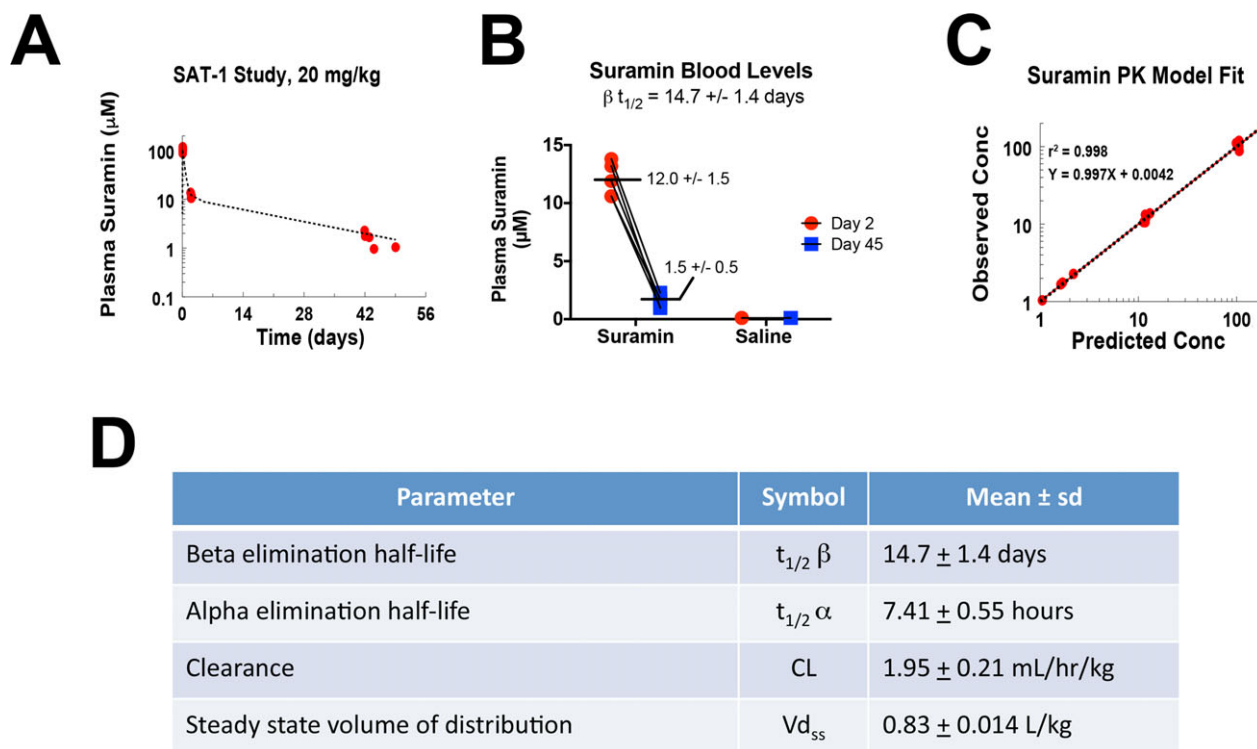 A
SAT-1 Study, 20 mg/kg
Plasma Suramin (μM)
100
10
1
0.1
0 14 28 42 56
Time (days)
B
Suramin Blood Levels
β t1/2 = 14.7 +/- 1.4 days
Plasma Suramin
(μM)
15
10
5
0
12.0 +/- 1.5
1.5 +/- 0.5
Day 2
Day 45
Suramin Saline
C
Suramin PK Model Fit
Observed Conc
100
10
1
r² = 0.998
Y = 0.997X + 0.0042
1 10 100
Predicted Conc
D
Parameter Symbol Mean ± sd
Beta elimination half-life t1/2 β 14.7 ± 1.4 days
Alpha elimination half-life t1/2 α 7.41 ± 0.55 hours
Clearance CL 1.95 ± 0.21 mL/hr/kg
Steady state volume of distribution Vdss 0.83 ± 0.014 L/kg